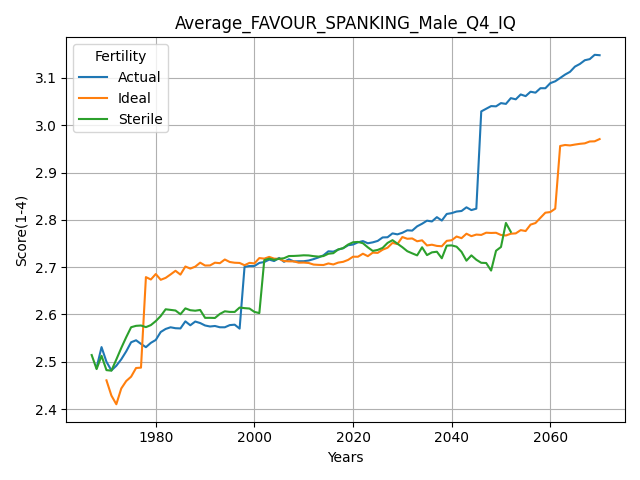 Average_FAVOUR_SPANKING_Male_Q4_IQ
Fertility
Actual
Ideal
Sterile
3.1
3.0
2.9
2.8
2.7
2.6
2.5
2.4
Score(1-4)
1980 2000 2020 2040 2060
Years